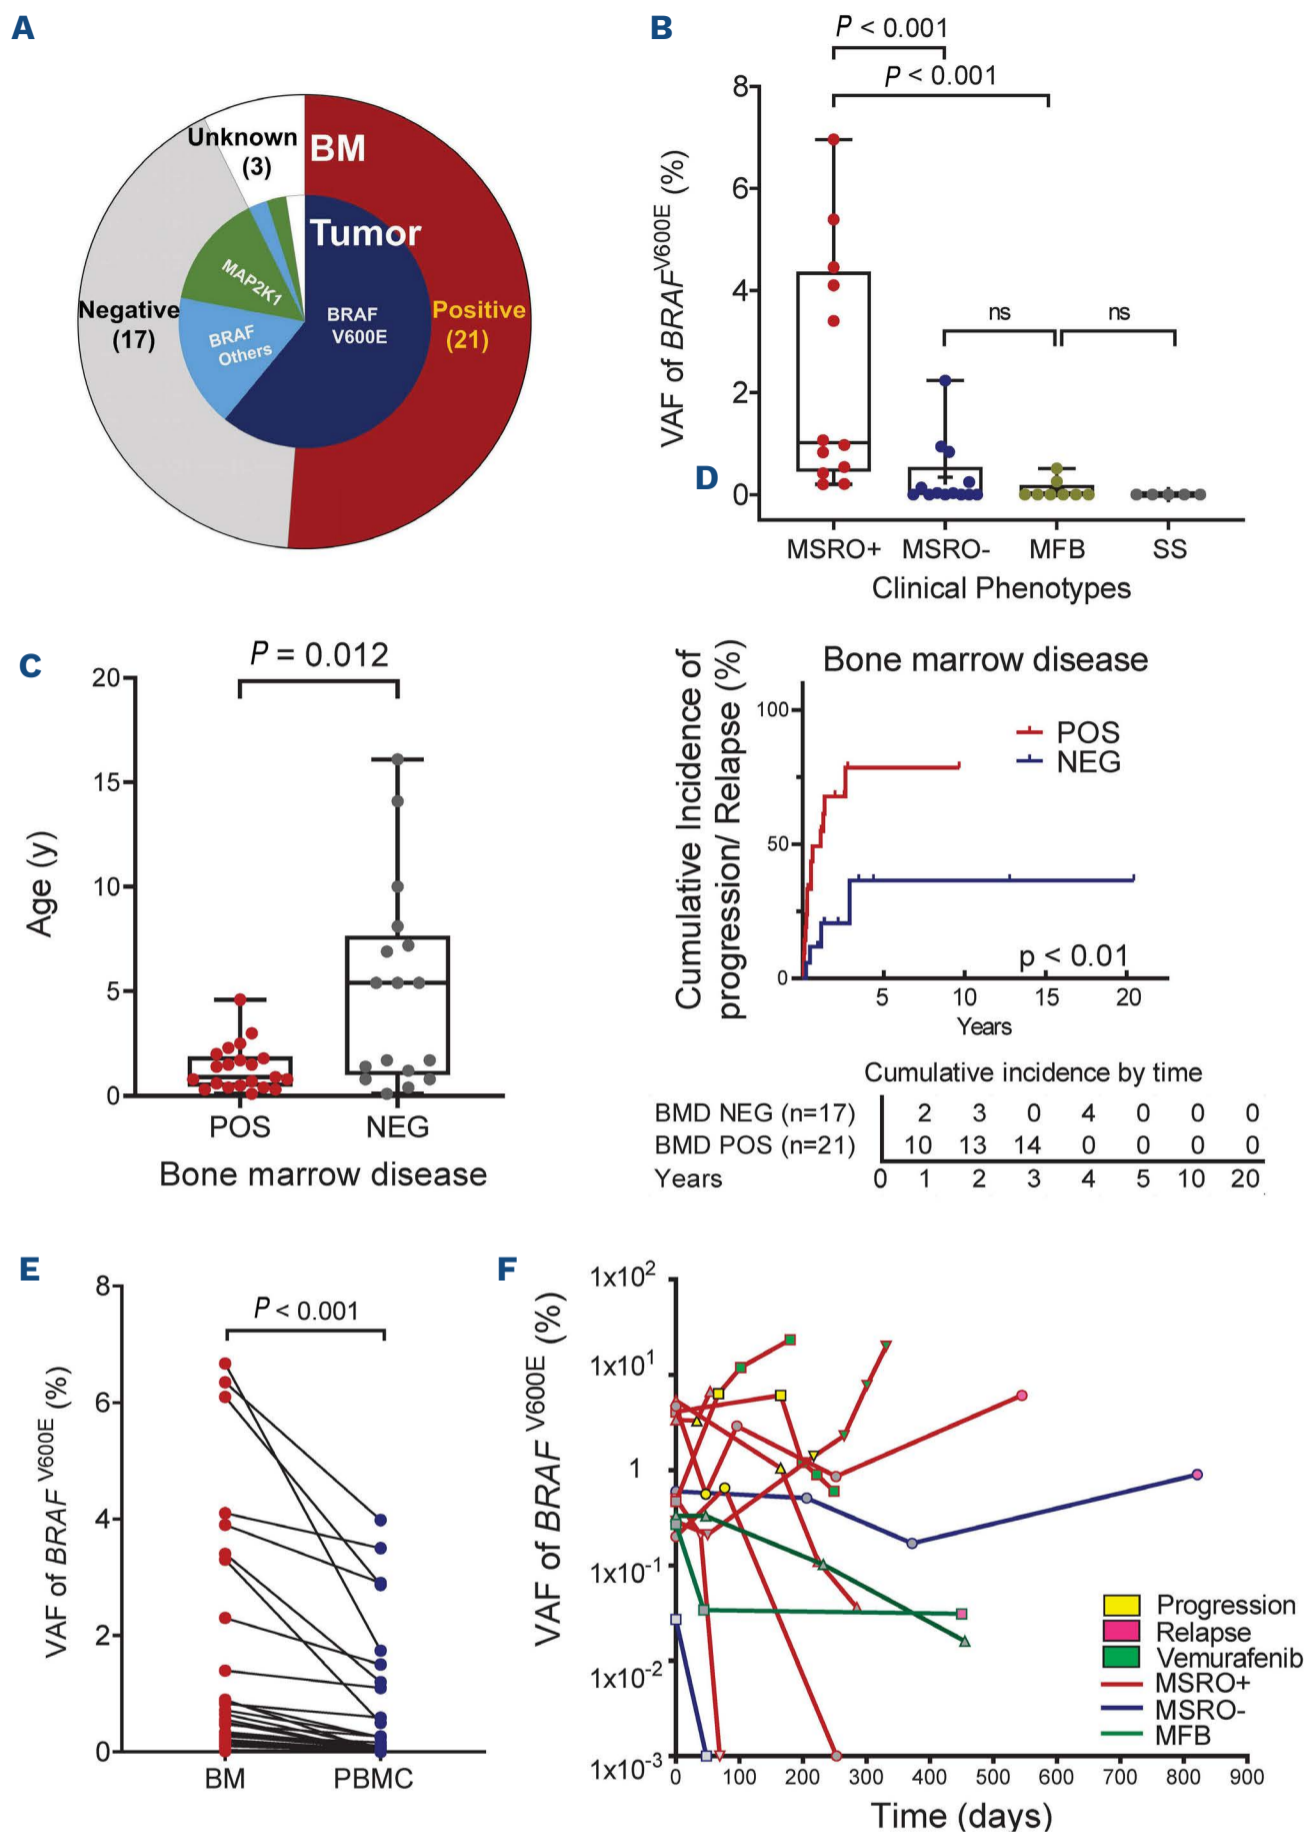 A
Unknown
(3)
BM
Tumor
MAP2K1
Negative
(17)
BRAF
Others
BRAF
V600E
Positive
(21)
B
P < 0.001
P < 0.001
VAF of BRAF V600E (%)
8
6
4
2
0
ns
ns
MSRO+ MSRO- MFB SS
Clinical Phenotypes
C
P = 0.012
Age (y)
20
15
10
5
0
POS NEG
Bone marrow disease
D
Bone marrow disease
Cumulative Incidence of
progression/ Relapse (%)
100
50
0
POS
NEG
p < 0.01
5 10 15 20
Years
Cumulative incidence by time
BMD NEG (n=17) 2 3 0 4 0 0 0
BMD POS (n=21) 10 13 14 0 0 0 0
Years 0 1 2 3 4 5 10 20
E
P < 0.001
VAF of BRAF V600E (%)
8
6
4
2
0
BM PBMC
F
VAF of BRAF V600E (%)
1x10²
1x10¹
1
1x10⁻¹
1x10⁻²
1x10⁻³
Progression
Relapse
Vemurafenib
MSRO+
MSRO-
MFB
0 100 200 300 400 500 600 700 800 900
Time (days)